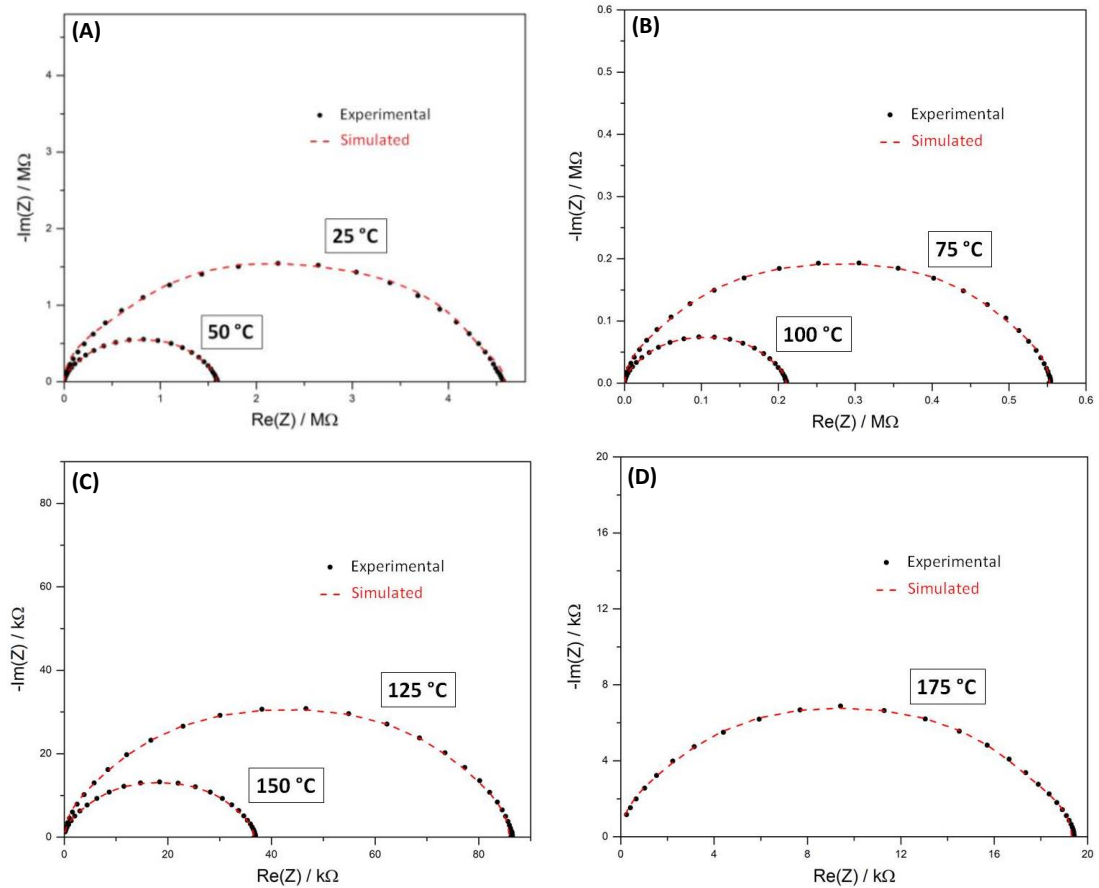 (A)
4
3
2
1
0
-Im(Z) / MΩ
Experimental
Simulated
25 °C
50 °C
0 1 2 3 4
Re(Z) / MΩ
(B)
0.6
0.5
0.4
0.3
0.2
0.1
0.0
-Im(Z) / MΩ
Experimental
Simulated
75 °C
100 °C
0.0 0.1 0.2 0.3 0.4 0.5 0.6
Re(Z) / MΩ
(C)
80
60
40
20
0
-Im(Z) / kΩ
Experimental
Simulated
125 °C
150 °C
0 20 40 60 80
Re(Z) / kΩ
(D)
20
16
12
8
4
0
-Im(Z) / kΩ
Experimental
Simulated
175 °C
0 4 8 12 16 20
Re(Z) / kΩ